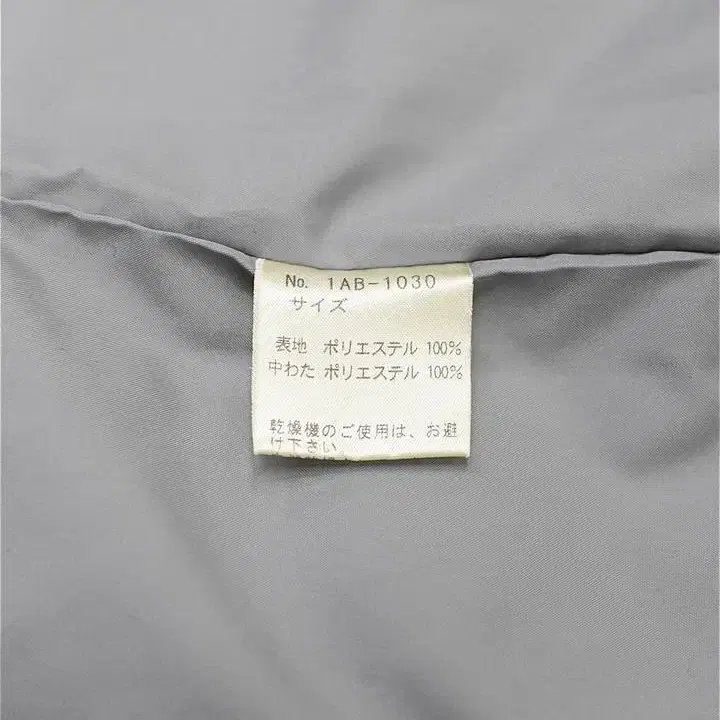 No. 1AB-1030
サイズ
表地 ポリエステル 100%
中わた ポリエステル 100%
乾燥機のご使用は、お避
け下さい